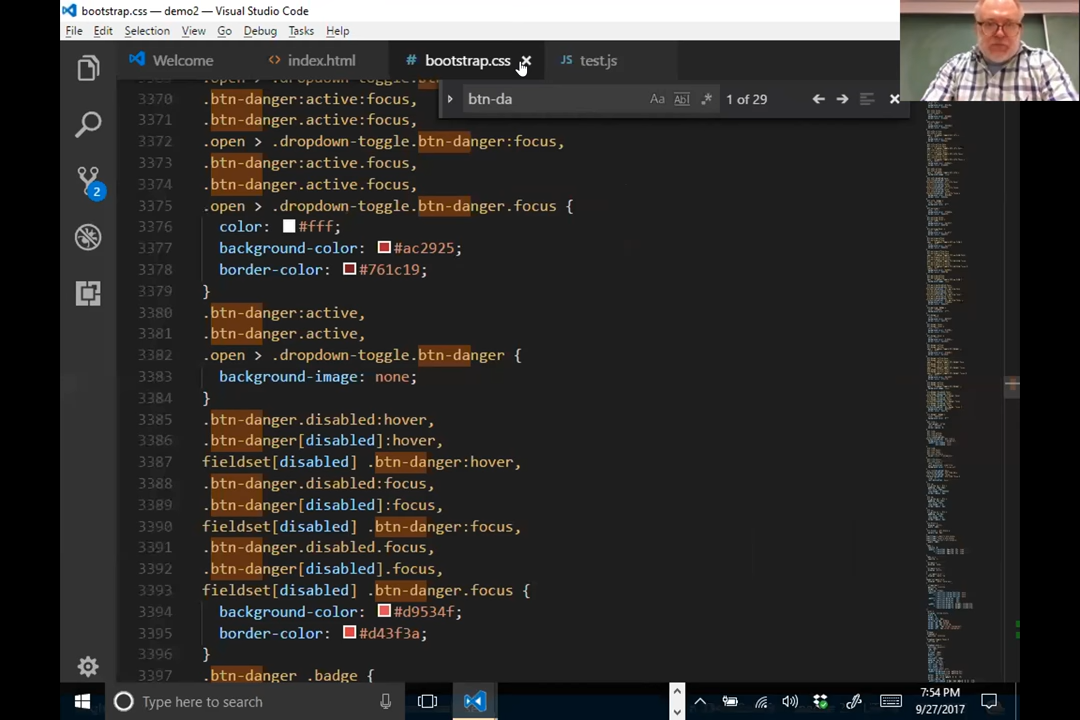 bootstrap.css — demo2 — Visual Studio Code
File Edit Selection View Go Debug Tasks Help
Welcome
<> index.html
# bootstrap.css
JS test.js
btn-da
Aa Abl .* 1 of 29
3370 .btn-danger:active:focus,
3371 .btn-danger:active.focus,
3372 .open > .dropdown-toggle.btn-danger:focus,
3373 .btn-danger.active.focus,
3374 .btn-danger.active.focus,
3375 .open > .dropdown-toggle.btn-danger.focus {
3376 color: #fff;
3377 background-color: #ac2925;
3378 border-color: #761c19;
3379 }
3380 .btn-danger:active,
3381 .btn-danger.active,
3382 .open > .dropdown-toggle.btn-danger {
3383 background-image: none;
3384 }
3385 .btn-danger.disabled:hover,
3386 .btn-danger[disabled]:hover,
3387 fieldset[disabled] .btn-danger:hover,
3388 .btn-danger.disabled:focus,
3389 .btn-danger[disabled]:focus,
3390 fieldset[disabled] .btn-danger:focus,
3391 .btn-danger.disabled.focus,
3392 .btn-danger[disabled].focus,
3393 fieldset[disabled] .btn-danger.focus {
3394 background-color: #d9534f;
3395 border-color: #d43f3a;
3396 }
3397 .btn-danger .badge {
2
Type here to search
7:54 PM
9/27/2017